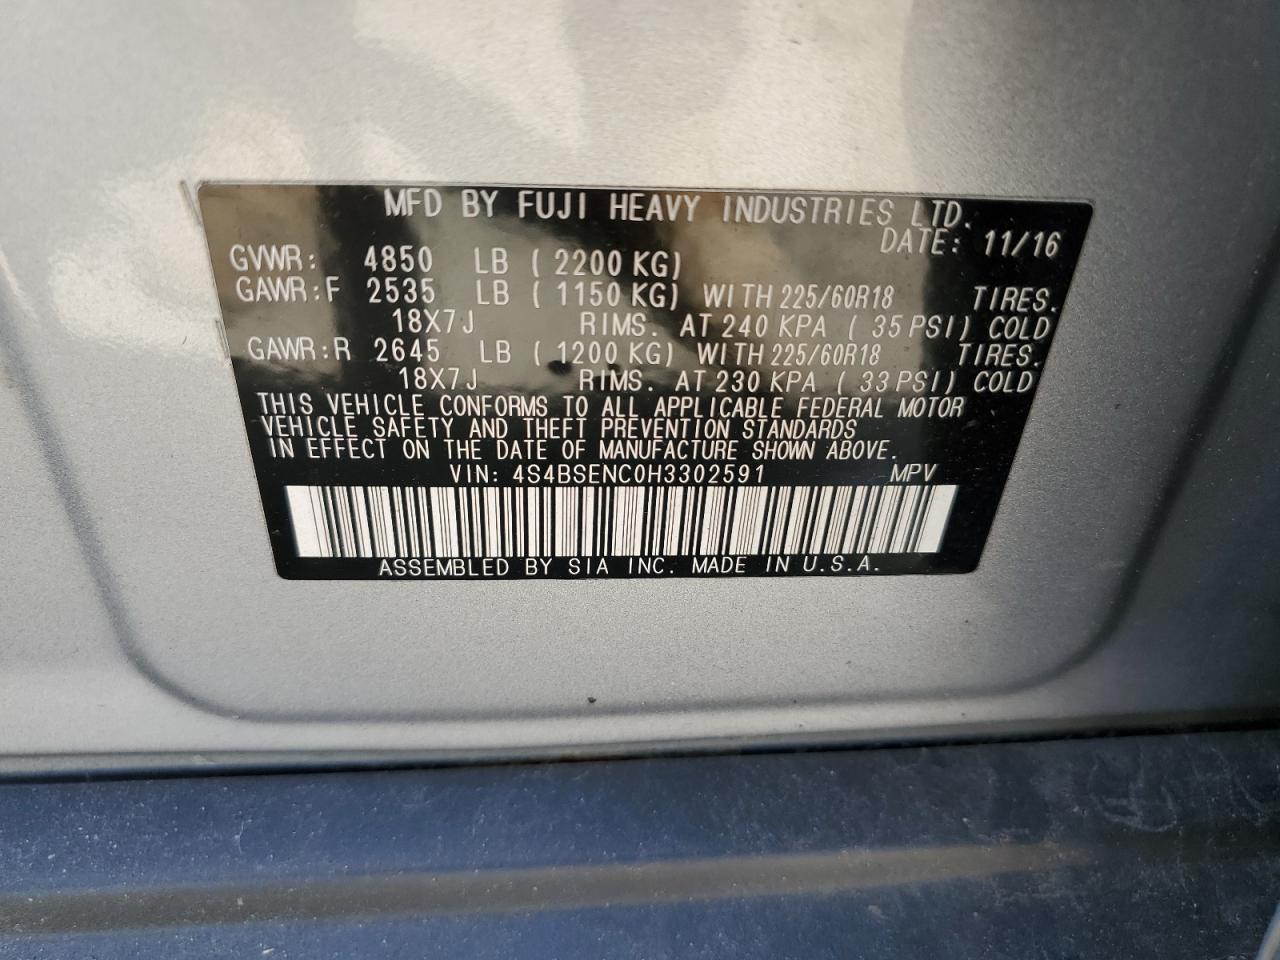 MFD BY FUJI HEAVY INDUSTRIES LTD.
DATE: 11/16
GVWR: 4850 LB ( 2200 KG)
GAWR:F 2535 LB ( 1150 KG) WITH 225/60R18 TIRES.
18X7J RIMS. AT 240 KPA ( 35 PSI) COLD
GAWR:R 2645 LB ( 1200 KG) WITH 225/60R18 TIRES.
18X7J RIMS. AT 230 KPA ( 33 PSI) COLD
THIS VEHICLE CONFORMS TO ALL APPLICABLE FEDERAL MOTOR
VEHICLE SAFETY AND THEFT PREVENTION STANDARDS
IN EFFECT ON THE DATE OF MANUFACTURE SHOWN ABOVE.
VIN: 4S4BSENC0H3302591 MPV
ASSEMBLED BY SIA INC. MADE IN U.S.A.